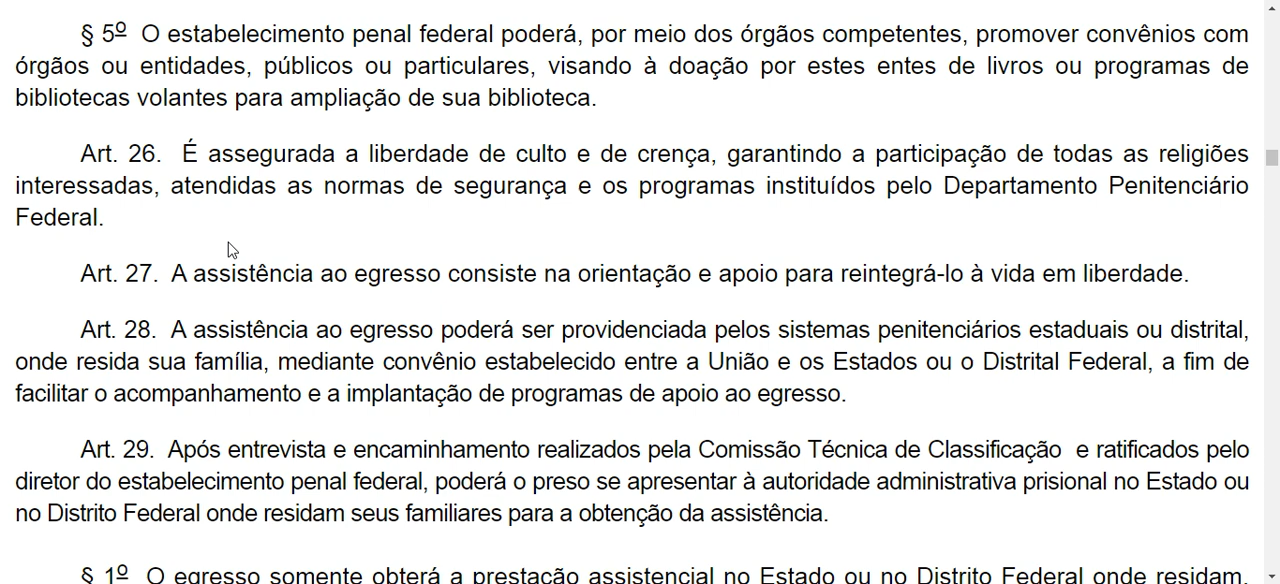 § 5º O estabelecimento penal federal poderá, por meio dos órgãos competentes, promover convênios com
órgãos ou entidades, públicos ou particulares, visando à doação por estes entes de livros ou programas de
bibliotecas volantes para ampliação de sua biblioteca.
Art. 26. É assegurada a liberdade de culto e de crença, garantindo a participação de todas as religiões
interessadas, atendidas as normas de segurança e os programas instituídos pelo Departamento Penitenciário
Federal.
Art. 27. A assistência ao egresso consiste na orientação e apoio para reintegrá-lo à vida em liberdade.
Art. 28. A assistência ao egresso poderá ser providenciada pelos sistemas penitenciários estaduais ou distrital,
onde resida sua família, mediante convênio estabelecido entre a União e os Estados ou o Distrital Federal, a fim de
facilitar o acompanhamento e a implantação de programas de apoio ao egresso.
Art. 29. Após entrevista e encaminhamento realizados pela Comissão Técnica de Classificação e ratificados pelo
diretor do estabelecimento penal federal, poderá o preso se apresentar à autoridade administrativa prisional no Estado ou
no Distrito Federal onde residam seus familiares para a obtenção da assistência.
§ 1º O egresso somente obterá a prestação assistencial no Estado ou no Distrito Federal onde residam,